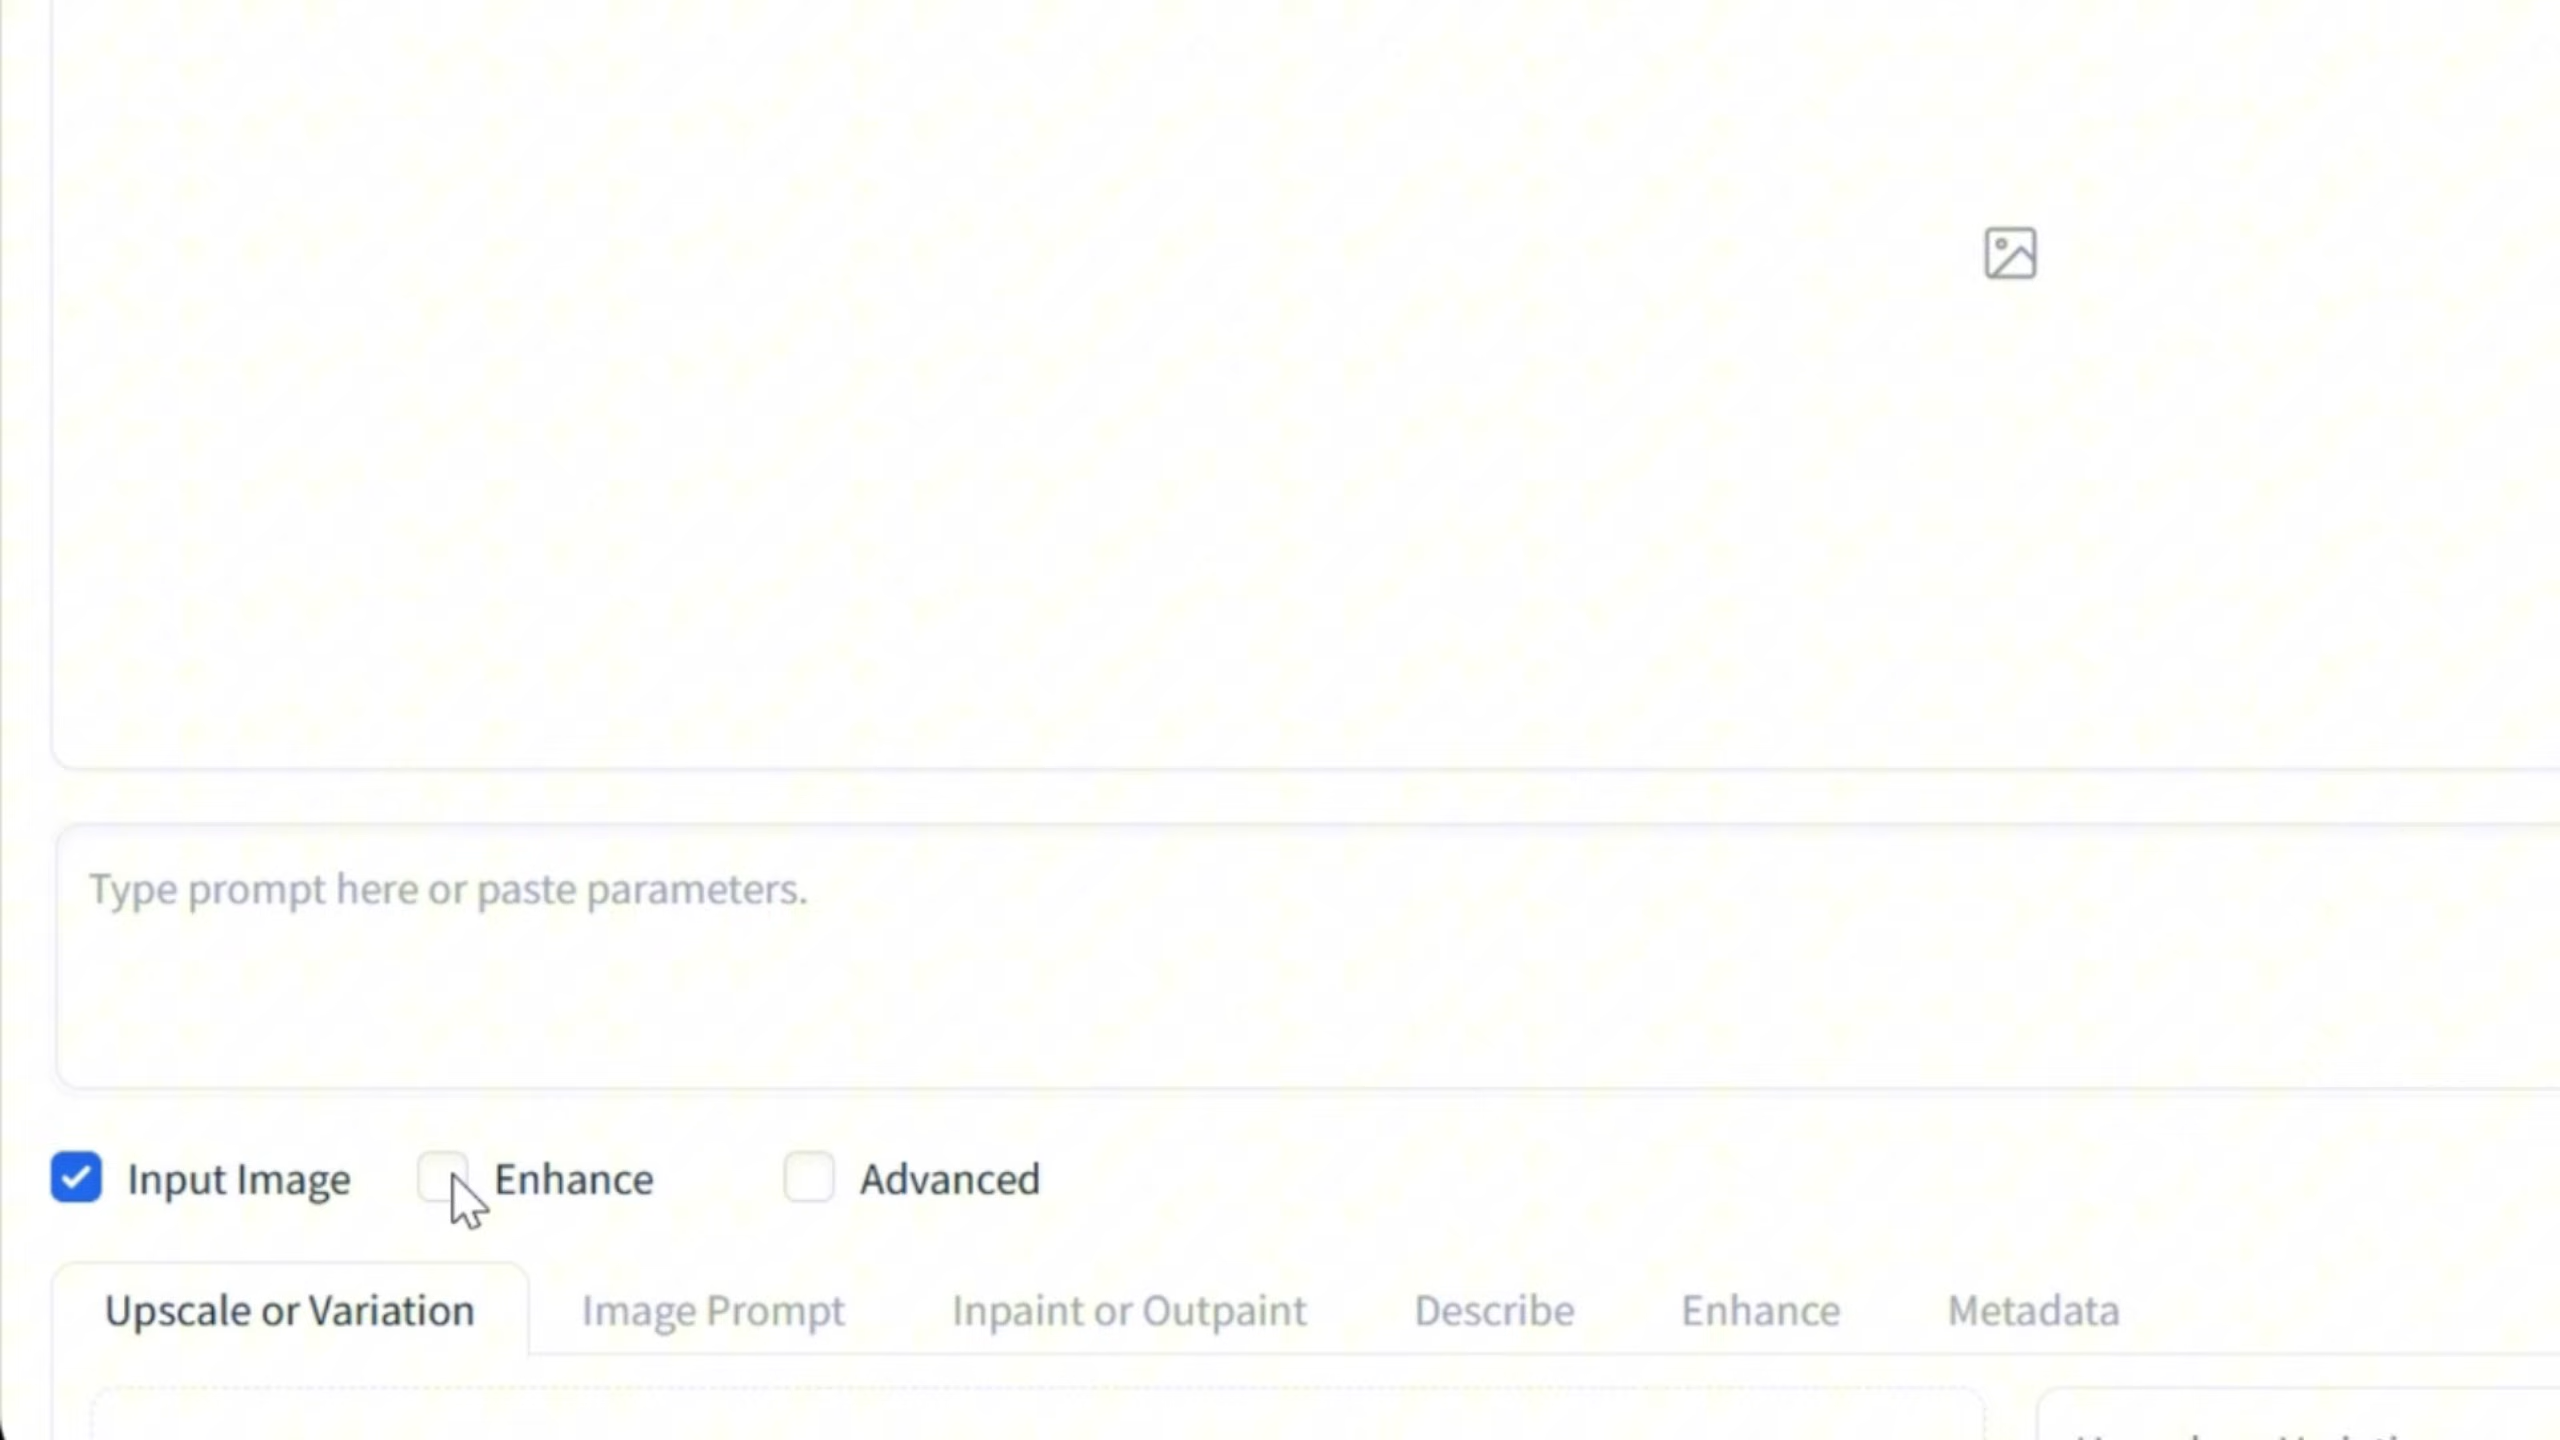 Type prompt here or paste parameters.
Input Image Enhance Advanced
Upscale or Variation Image Prompt Inpaint or Outpaint Describe Enhance Metadata